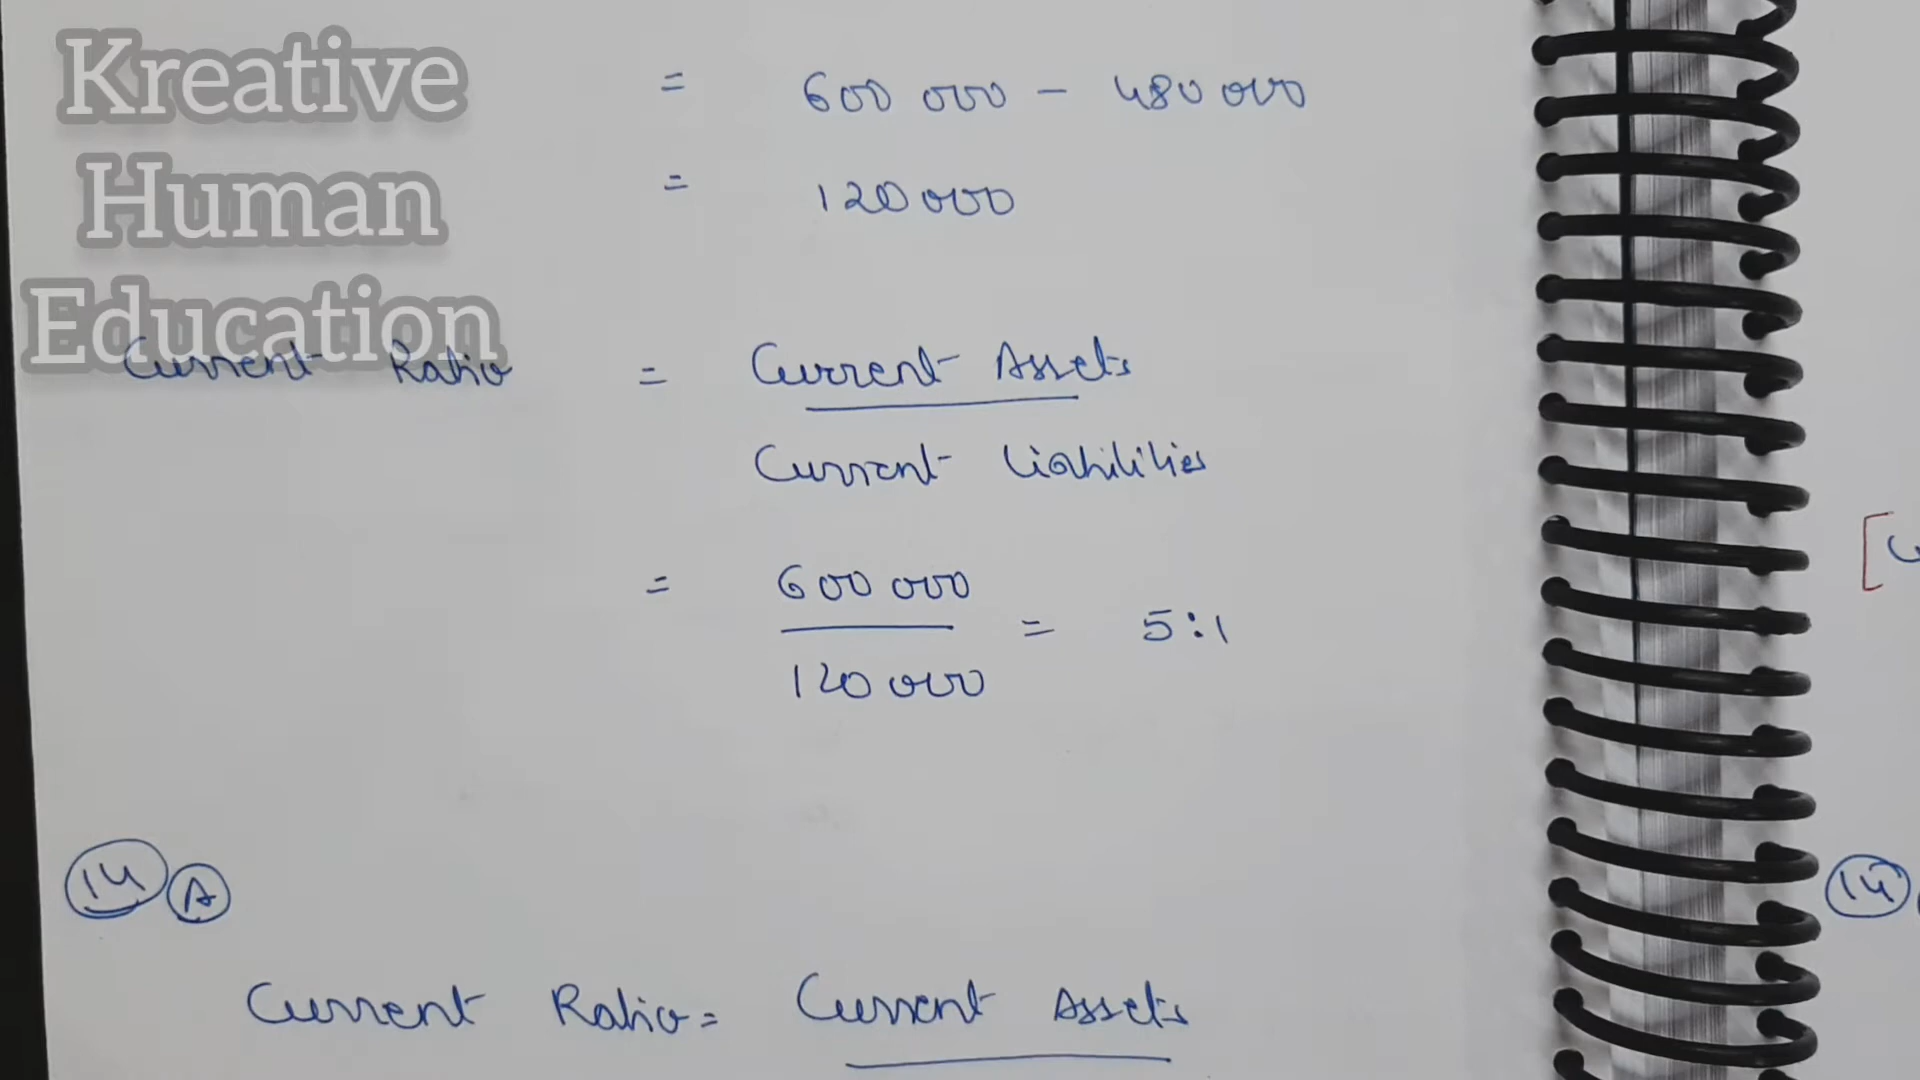 Kreative
Human
Education
= 600 000 - 480 000
= 120 000
Current Ratio = Current Assets
Current Liabilities
= 600 000
120 000
= 5:1
14 A
Current Ratio = Current Assets
[
14